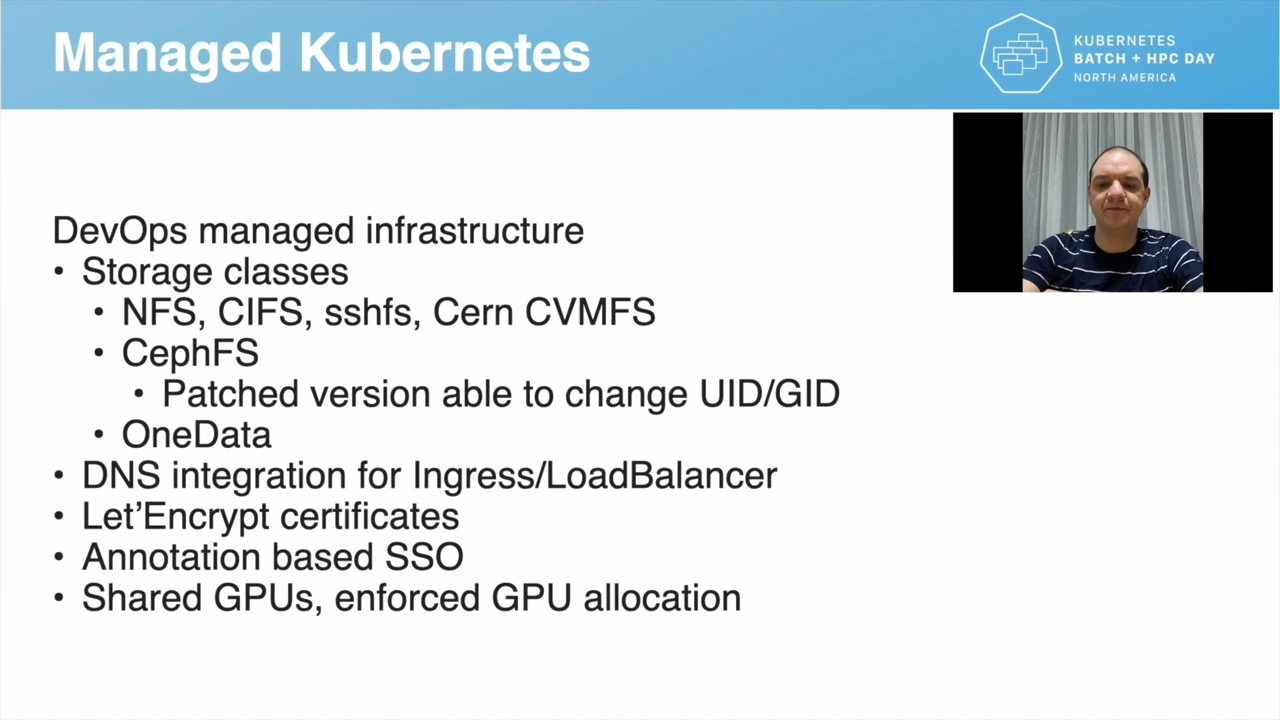 Managed Kubernetes
KUBERNETES
BATCH + HPC DAY
NORTH AMERICA
DevOps managed infrastructure
• Storage classes
• NFS, CIFS, sshfs, Cern CVMFS
• CephFS
• Patched version able to change UID/GID
• OneData
• DNS integration for Ingress/LoadBalancer
• Let’Encrypt certificates
• Annotation based SSO
• Shared GPUs, enforced GPU allocation